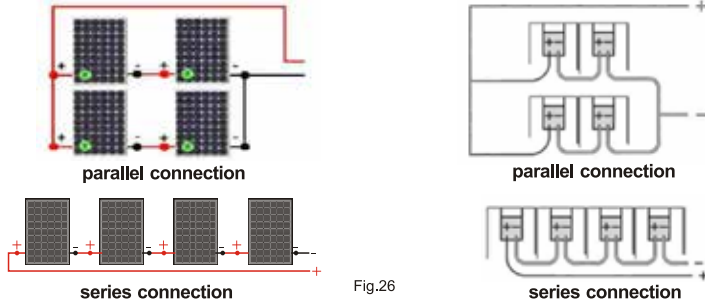 +
-
+ - + -
+ - + -
parallel connection
+ - + - + - + - -
+
series connection
Fig.26
+
+- +-
-
+- +-
parallel connection
+- +- +- +-
-
+
series connection